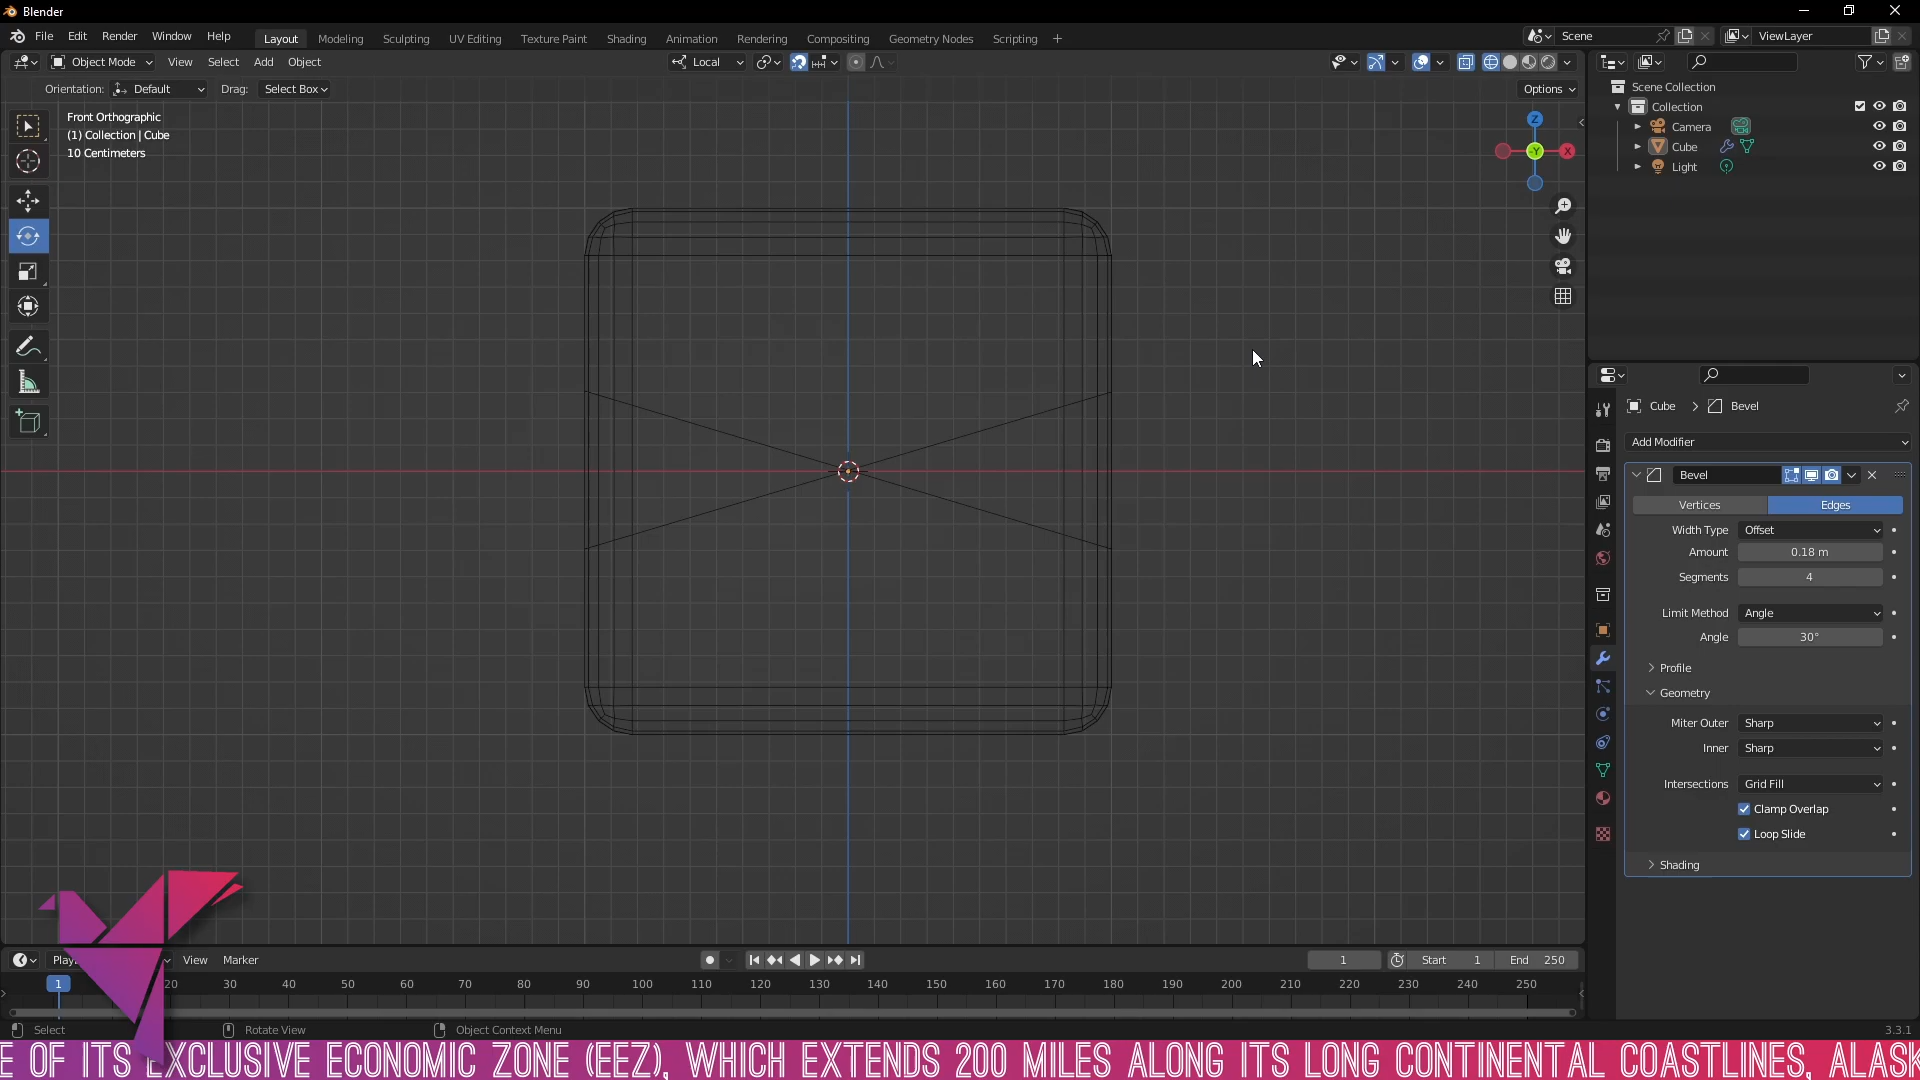 Blender
File Edit Render Window Help Layout Modeling Sculpting UV Editing Texture Paint Shading Animation Rendering Compositing Geometry Nodes Scripting + Scene ViewLayer
Object Mode View Select Add Object Local
Orientation: Default Drag: Select Box Options
Front Orthographic
(1) Collection | Cube
10 Centimeters
Z
-Y
X
Scene Collection
Collection
Camera
Cube
Light
Cube > Bevel
Add Modifier
Bevel
Vertices Edges
Width Type Offset
Amount 0.18 m
Segments 4
Limit Method Angle
Angle 30°
Profile
Geometry
Miter Outer Sharp
Inner Sharp
Intersections Grid Fill
Clamp Overlap
Loop Slide
Shading
View Marker 1 Start 1 End 250
1 20 30 40 50 60 70 80 90 100 110 120 130 140 150 160 170 180 190 200 210 220 230 240 250
Select Rotate View Object Context Menu 3.3.1
E OF ITS EXCLUSIVE ECONOMIC ZONE (EEZ), WHICH EXTENDS 200 MILES ALONG ITS LONG CONTINENTAL COASTLINES, ALASK